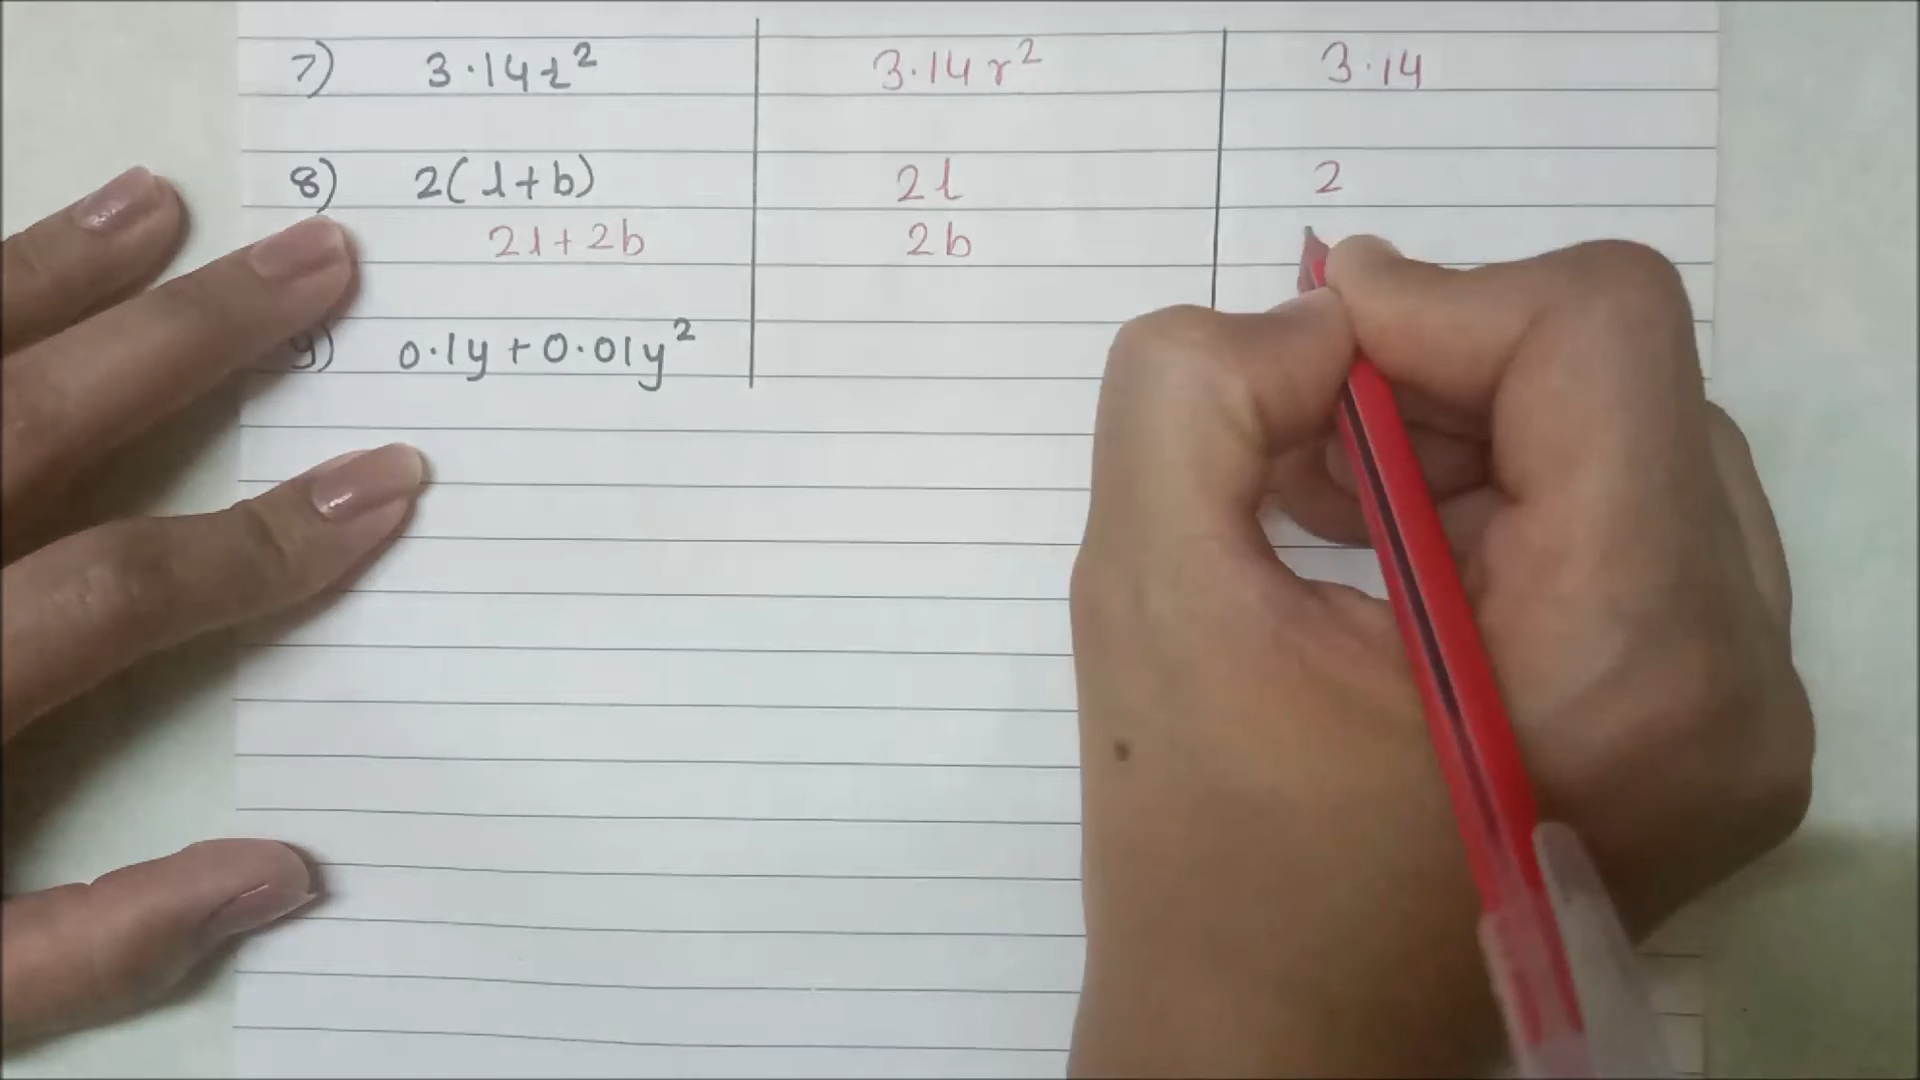 7) 3.14r² 3.14r² 3.14
8) 2(l+b) 2l 2
2l+2b 2b
9) 0.1y+0.01y²